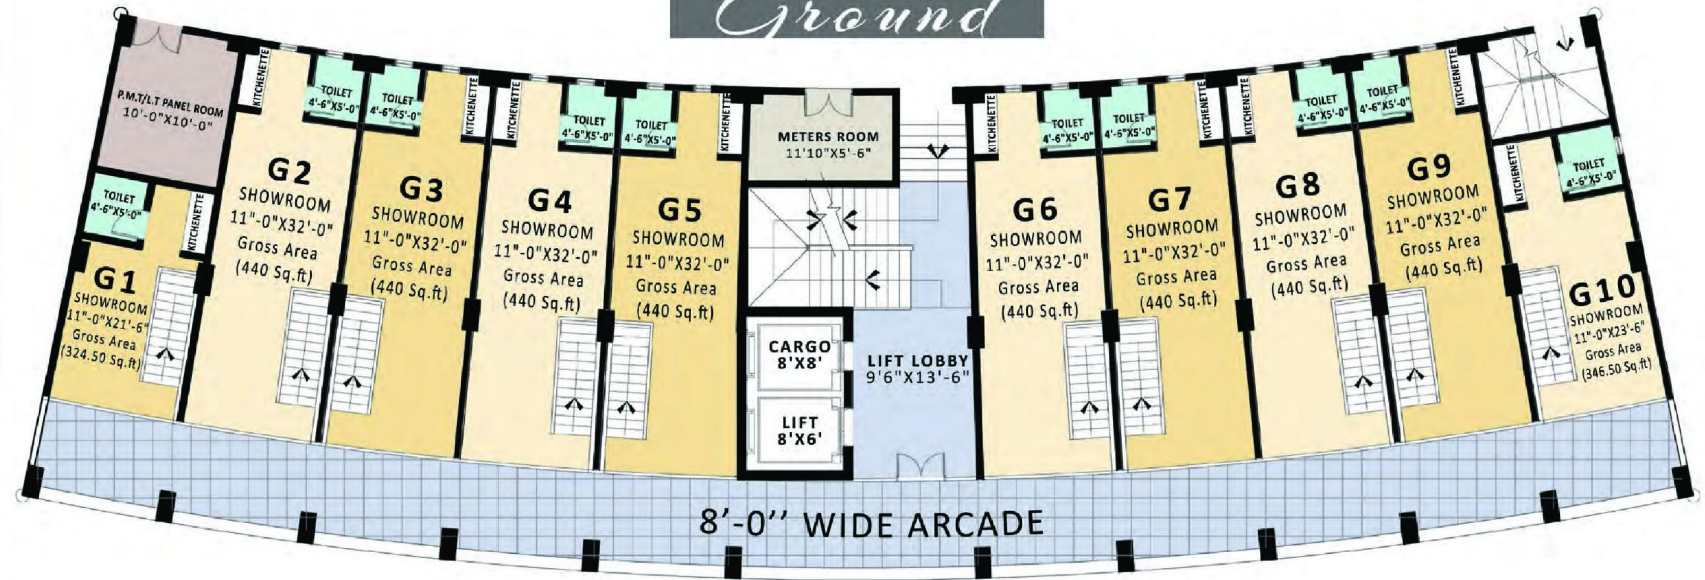 Ground
P.M.T/L.T PANEL ROOM
10'-0"X10'-0"
TOILET
4'-6"X5'-0"
KITCHENETTE
G1
SHOWROOM
11"-0"X21'-6"
Gross Area
(324.50 Sq.ft)
KITCHENETTE
TOILET
4'-6"X5'-0"
G2
SHOWROOM
11"-0"X32'-0"
Gross Area
(440 Sq.ft)
TOILET
4'-6"X5'-0"
KITCHENETTE
G3
SHOWROOM
11"-0"X32'-0"
Gross Area
(440 Sq.ft)
KITCHENETTE
TOILET
4'-6"X5'-0"
G4
SHOWROOM
11"-0"X32'-0"
Gross Area
(440 Sq.ft)
TOILET
4'-6"X5'-0"
KITCHENETTE
G5
SHOWROOM
11"-0"X32'-0"
Gross Area
(440 Sq.ft)
METERS ROOM
11'10"X5'-6"
CARGO
8'X8'
LIFT
8'X6'
LIFT LOBBY
9'6"X13'-6"
KITCHENETTE
TOILET
4'-6"X5'-0"
G6
SHOWROOM
11"-0"X32'-0"
Gross Area
(440 Sq.ft)
TOILET
4'-6"X5'-0"
KITCHENETTE
G7
SHOWROOM
11"-0"X32'-0"
Gross Area
(440 Sq.ft)
KITCHENETTE
TOILET
4'-6"X5'-0"
G8
SHOWROOM
11"-0"X32'-0"
Gross Area
(440 Sq.ft)
TOILET
4'-6"X5'-0"
KITCHENETTE
G9
SHOWROOM
11"-0"X32'-0"
Gross Area
(440 Sq.ft)
KITCHENETTE
TOILET
4'-6"X5'-0"
G10
SHOWROOM
11"-0"X23'-6"
Gross Area
(346.50 Sq.ft)
8'-0'' WIDE ARCADE